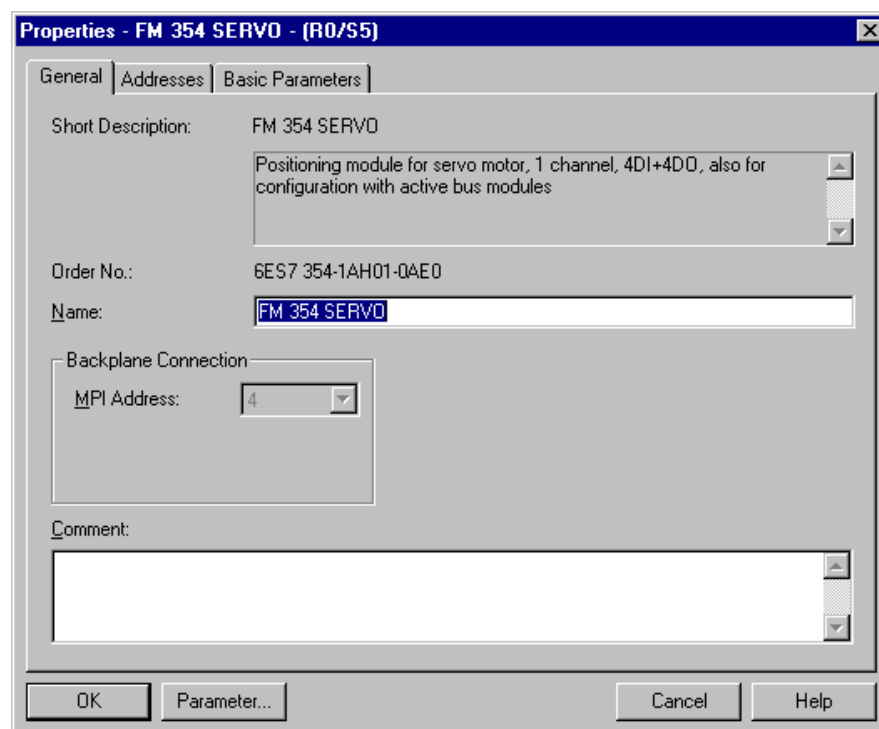 Properties - FM 354 SERVO - (R0/S5)
General Addresses Basic Parameters
Short Description: FM 354 SERVO
Positioning module for servo motor, 1 channel, 4DI+4DO, also for
configuration with active bus modules
Order No.: 6ES7 354-1AH01-0AE0
Name: FM 354 SERVO
Backplane Connection
MPI Address: 4
Comment:
OK Parameter... Cancel Help